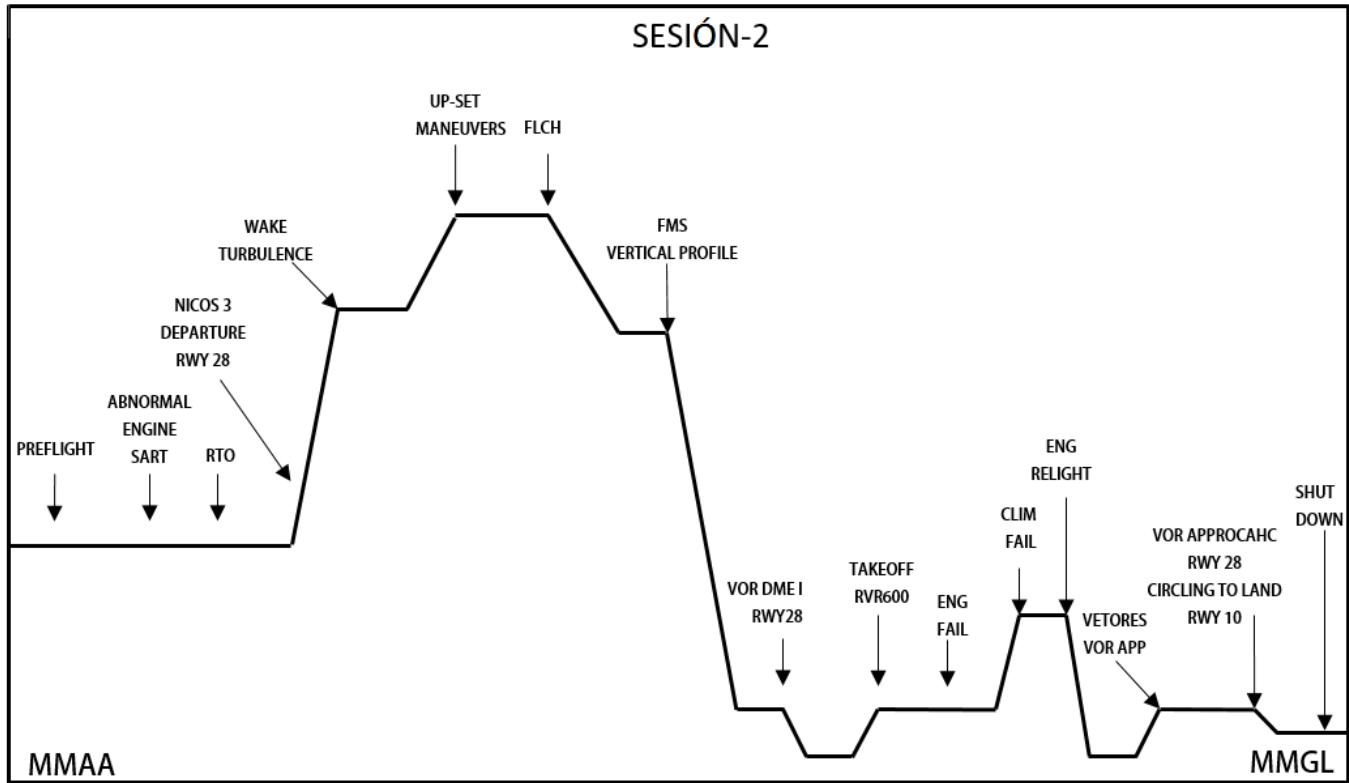 SESIÓN-2
PREFLIGHT
ABNORMAL
ENGINE
SART
RTO
NICOS 3
DEPARTURE
RWY 28
WAKE
TURBULENCE
UP-SET
MANEUVERS
FLCH
FMS
VERTICAL PROFILE
VOR DME I
RWY28
TAKEOFF
RVR600
ENG
FAIL
CLIM
FAIL
ENG
RELIGHT
VETORES
VOR APP
VOR APPROCAHC
RWY 28
CIRCLING TO LAND
RWY 10
SHUT
DOWN
MMAA
MMGL